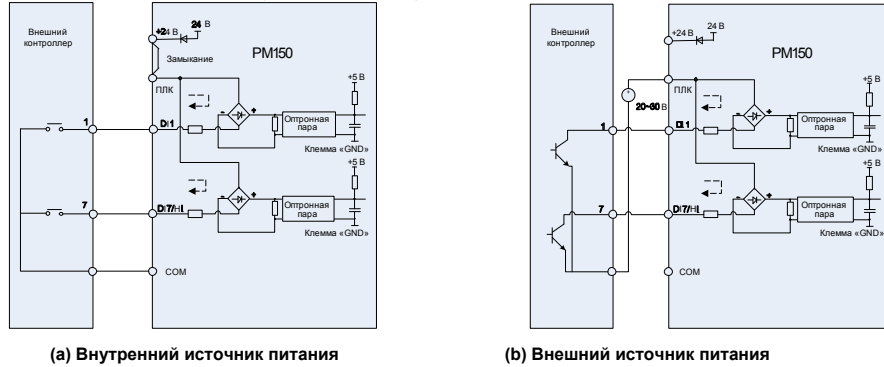 Внешний
контроллер
1
7
+24 В
24 В
PM150
Замыкание
ПЛК
+5 В
DI1
-
+
Оптронная
пара
Клемма «GND»
+5 В
DI7/HI
-
+
Оптронная
пара
Клемма «GND»
COM
(a) Внутренний источник питания
Внешний
контроллер
1
7
+24 В
24 В
PM150
ПЛК
20~30 В
+5 В
DI1
-
+
Оптронная
пара
Клемма «GND»
+5 В
DI7/HI
-
+
Оптронная
пара
Клемма «GND»
COM
(b) Внешний источник питания